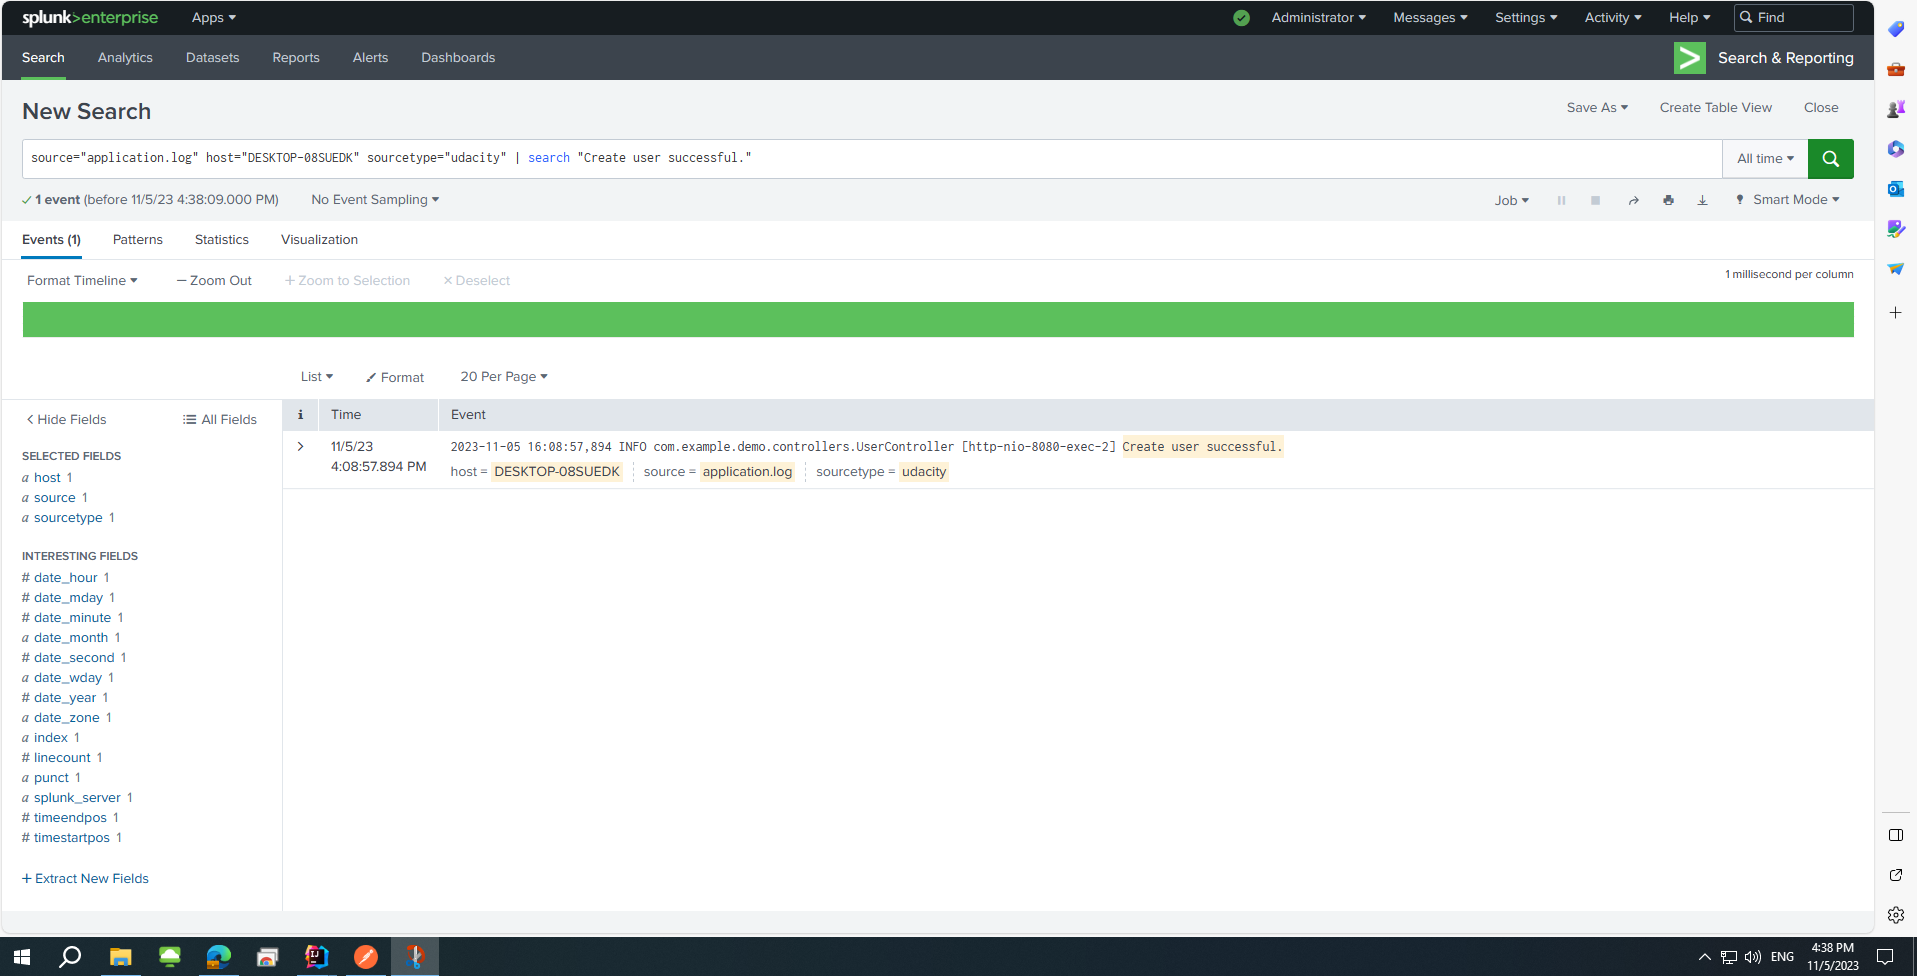 splunk>enterprise Apps Administrator Messages Settings Activity Help Find
Search Analytics Datasets Reports Alerts Dashboards Search & Reporting
New Search Save As Create Table View Close
source="application.log" host="DESKTOP-08SUEDK" sourcetype="udacity" | search "Create user successful." All time
1 event (before 11/5/23 4:38:09.000 PM) No Event Sampling Job Smart Mode
Events (1) Patterns Statistics Visualization
Format Timeline — Zoom Out + Zoom to Selection × Deselect 1 millisecond per column
List Format 20 Per Page
< Hide Fields All Fields
i Time Event
SELECTED FIELDS
a host 1
a source 1
a sourcetype 1
INTERESTING FIELDS
# date_hour 1
# date_mday 1
# date_minute 1
a date_month 1
# date_second 1
a date_wday 1
# date_year 1
a date_zone 1
a index 1
# linecount 1
a punct 1
a splunk_server 1
# timeendpos 1
# timestartpos 1
+ Extract New Fields
> 11/5/23 2023-11-05 16:08:57,894 INFO com.example.demo.controllers.UserController [http-nio-8080-exec-2] Create user successful.
4:08:57.894 PM host = DESKTOP-08SUEDK source = application.log sourcetype = udacity
ENG 4:38 PM
11/5/2023